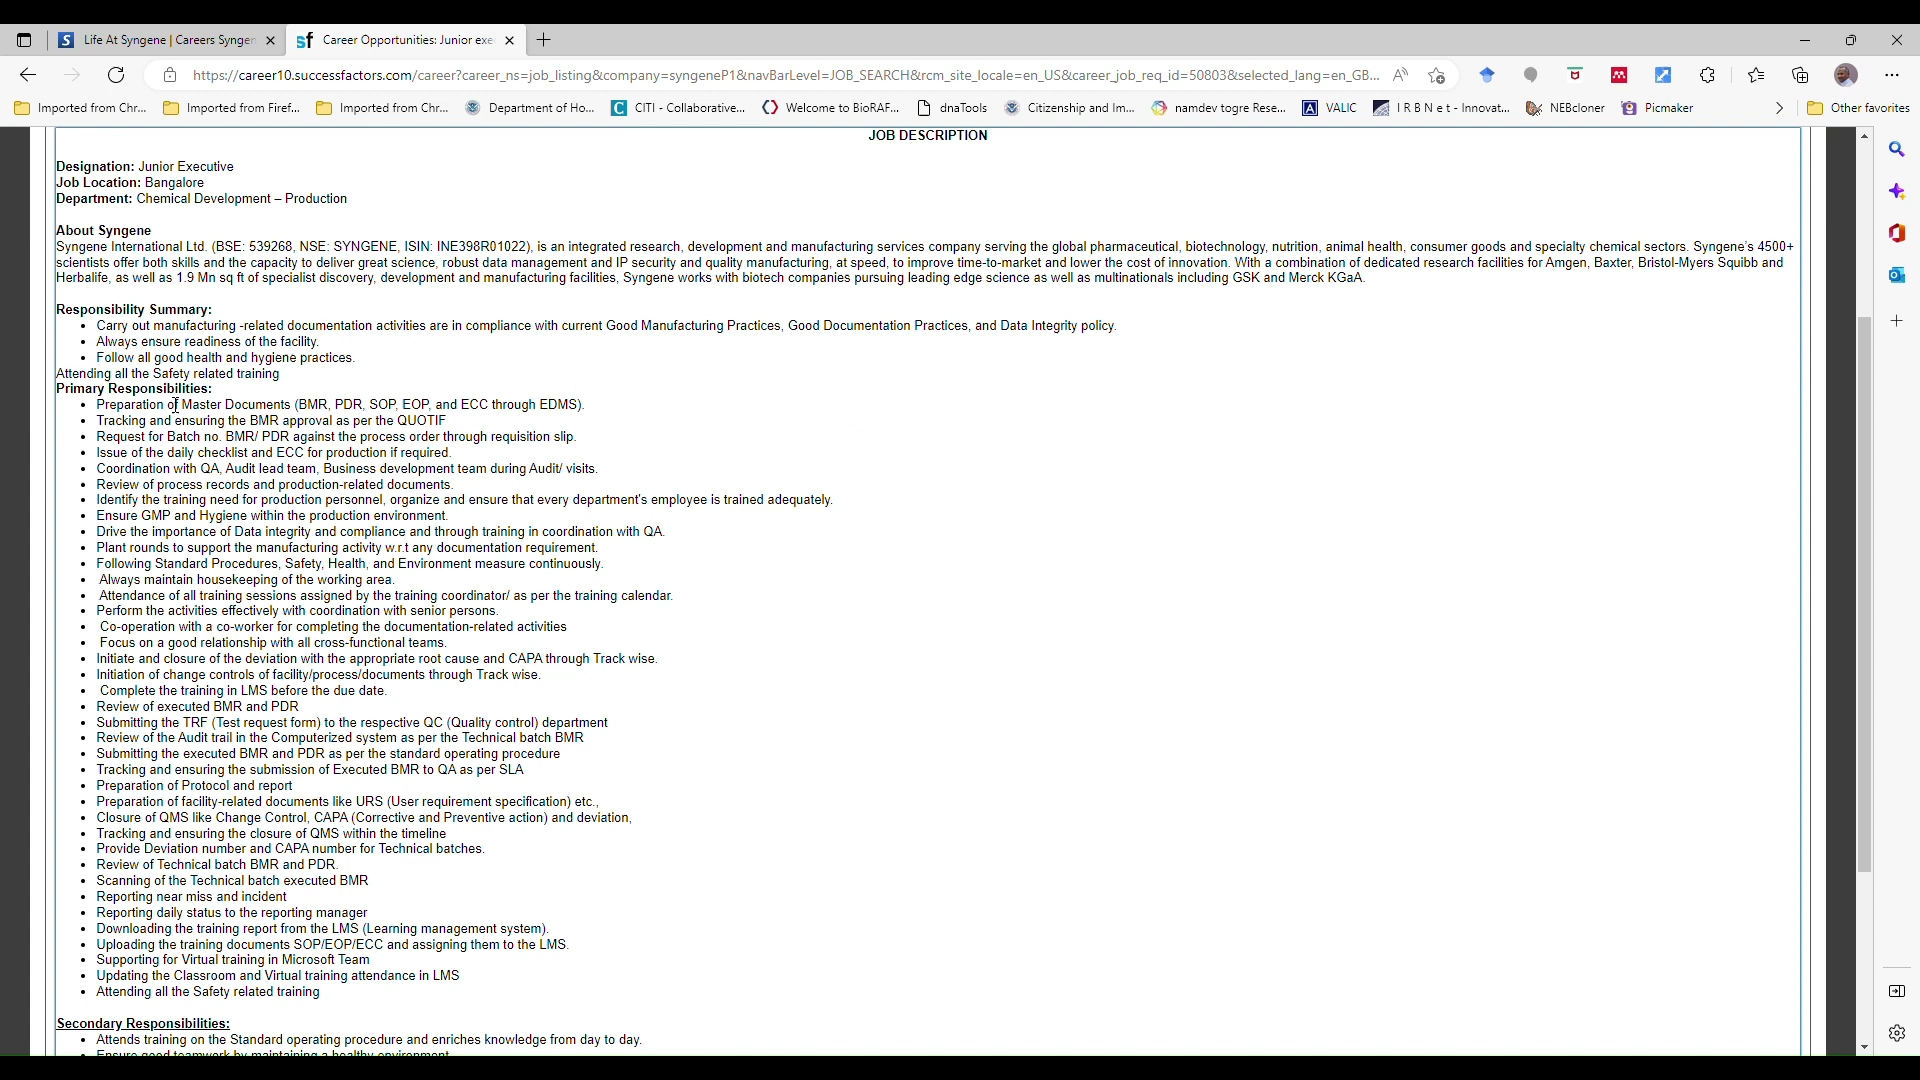 Life At Syngene | Careers Syngen
Career Opportunities: Junior exe
https://career10.successfactors.com/career?career_ns=job_listing&company=syngeneP1&navBarLevel=JOB_SEARCH&rcm_site_locale=en_US&career_job_req_id=50803&selected_lang=en_GB...
Imported from Chr... Imported from Firef... Imported from Chr... Department of Ho... CITI - Collaborative... Welcome to BioRAF... dnaTools Citizenship and Im... namdev togre Rese... VALIC I R B N e t - Innovat... NEBcloner Picmaker Other favorites
JOB DESCRIPTION
Designation: Junior Executive
Job Location: Bangalore
Department: Chemical Development – Production
About Syngene
Syngene International Ltd. (BSE: 539268, NSE: SYNGENE, ISIN: INE398R01022), is an integrated research, development and manufacturing services company serving the global pharmaceutical, biotechnology, nutrition, animal health, consumer goods and specialty chemical sectors. Syngene's 4500+
scientists offer both skills and the capacity to deliver great science, robust data management and IP security and quality manufacturing, at speed, to improve time-to-market and lower the cost of innovation. With a combination of dedicated research facilities for Amgen, Baxter, Bristol-Myers Squibb and
Herbalife, as well as 1.9 Mn sq ft of specialist discovery, development and manufacturing facilities, Syngene works with biotech companies pursuing leading edge science as well as multinationals including GSK and Merck KGaA.
Responsibility Summary:
• Carry out manufacturing -related documentation activities are in compliance with current Good Manufacturing Practices, Good Documentation Practices, and Data Integrity policy.
• Always ensure readiness of the facility.
• Follow all good health and hygiene practices.
Attending all the Safety related training
Primary Responsibilities:
• Preparation of Master Documents (BMR, PDR, SOP, EOP, and ECC through EDMS).
• Tracking and ensuring the BMR approval as per the QUOTIF
• Request for Batch no. BMR/ PDR against the process order through requisition slip.
• Issue of the daily checklist and ECC for production if required.
• Coordination with QA, Audit lead team, Business development team during Audit/ visits.
• Review of process records and production-related documents.
• Identify the training need for production personnel, organize and ensure that every department's employee is trained adequately.
• Ensure GMP and Hygiene within the production environment.
• Drive the importance of Data integrity and compliance and through training in coordination with QA.
• Plant rounds to support the manufacturing activity w.r.t any documentation requirement.
• Following Standard Procedures, Safety, Health, and Environment measure continuously.
• Always maintain housekeeping of the working area.
• Attendance of all training sessions assigned by the training coordinator/ as per the training calendar.
• Perform the activities effectively with coordination with senior persons.
• Co-operation with a co-worker for completing the documentation-related activities
• Focus on a good relationship with all cross-functional teams.
• Initiate and closure of the deviation with the appropriate root cause and CAPA through Track wise.
• Initiation of change controls of facility/process/documents through Track wise.
• Complete the training in LMS before the due date.
• Review of executed BMR and PDR
• Submitting the TRF (Test request form) to the respective QC (Quality control) department
• Review of the Audit trail in the Computerized system as per the Technical batch BMR
• Submitting the executed BMR and PDR as per the standard operating procedure
• Tracking and ensuring the submission of Executed BMR to QA as per SLA
• Preparation of Protocol and report
• Preparation of facility-related documents like URS (User requirement specification) etc.,
• Closure of QMS like Change Control, CAPA (Corrective and Preventive action) and deviation,
• Tracking and ensuring the closure of QMS within the timeline
• Provide Deviation number and CAPA number for Technical batches.
• Review of Technical batch BMR and PDR.
• Scanning of the Technical batch executed BMR
• Reporting near miss and incident
• Reporting daily status to the reporting manager
• Downloading the training report from the LMS (Learning management system).
• Uploading the training documents SOP/EOP/ECC and assigning them to the LMS.
• Supporting for Virtual training in Microsoft Team
• Updating the Classroom and Virtual training attendance in LMS
• Attending all the Safety related training
Secondary Responsibilities:
• Attends training on the Standard operating procedure and enriches knowledge from day to day.
• Ensure good teamwork by maintaining a healthy environment